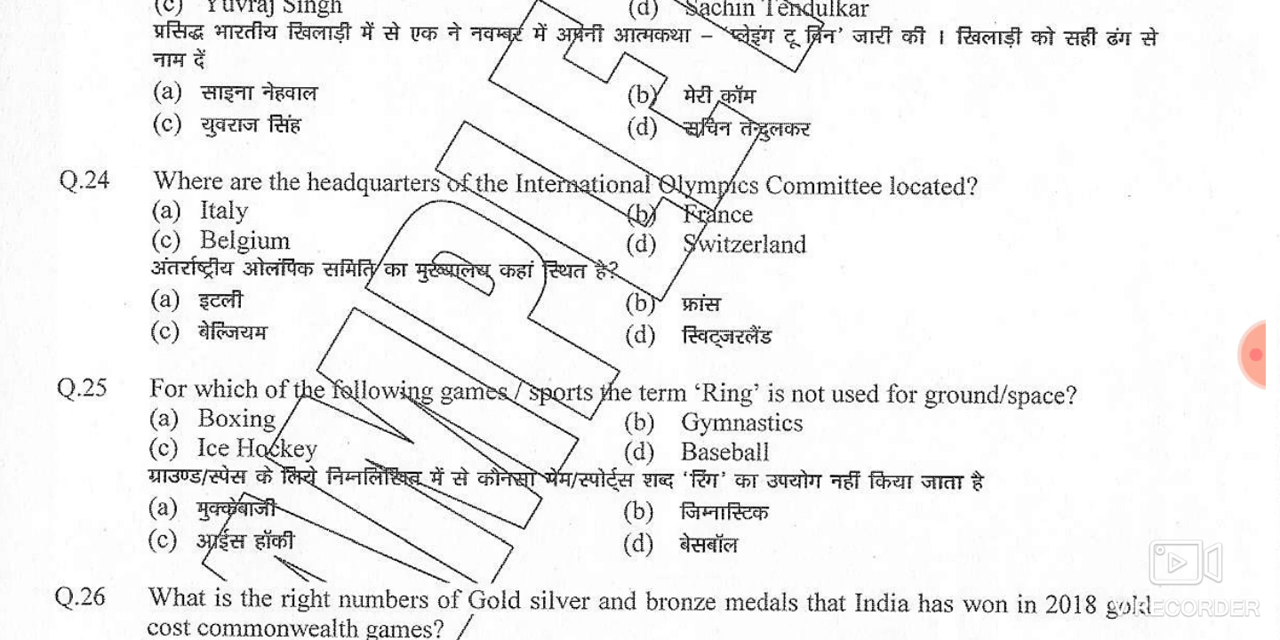 (c) Yuvraj Singh (d) Sachin Tendulkar
प्रसिद्ध भारतीय खिलाड़ी में से एक ने नवम्बर में अपनी आत्मकथा – 'प्लेइंग टू विन' जारी की । खिलाड़ी को सही ढंग से
नाम दें
(a) साइना नेहवाल (b) मेरी कॉम
(c) युवराज सिंह (d) सचिन तेन्दुलकर
Q.24 Where are the headquarters of the International Olympics Committee located?
(a) Italy (b) France
(c) Belgium (d) Switzerland
अंतर्राष्ट्रीय ओलंपिक समिति का मुख्यालय कहां स्थित है?
(a) इटली (b) फ्रांस
(c) बेल्जियम (d) स्विट्जरलैंड
Q.25 For which of the following games / sports the term ‘Ring’ is not used for ground/space?
(a) Boxing (b) Gymnastics
(c) Ice Hockey (d) Baseball
ग्राउण्ड/स्पेस के लिये निम्नलिखित में से कौनसा गेम/स्पोर्ट्स शब्द ‘रिंग’ का उपयोग नहीं किया जाता है
(a) मुक्केबाजी (b) जिम्नास्टिक
(c) आईस हॉकी (d) बेसबॉल
Q.26 What is the right numbers of Gold silver and bronze medals that India has won in 2018 gold
cost commonwealth games?
RECORDER